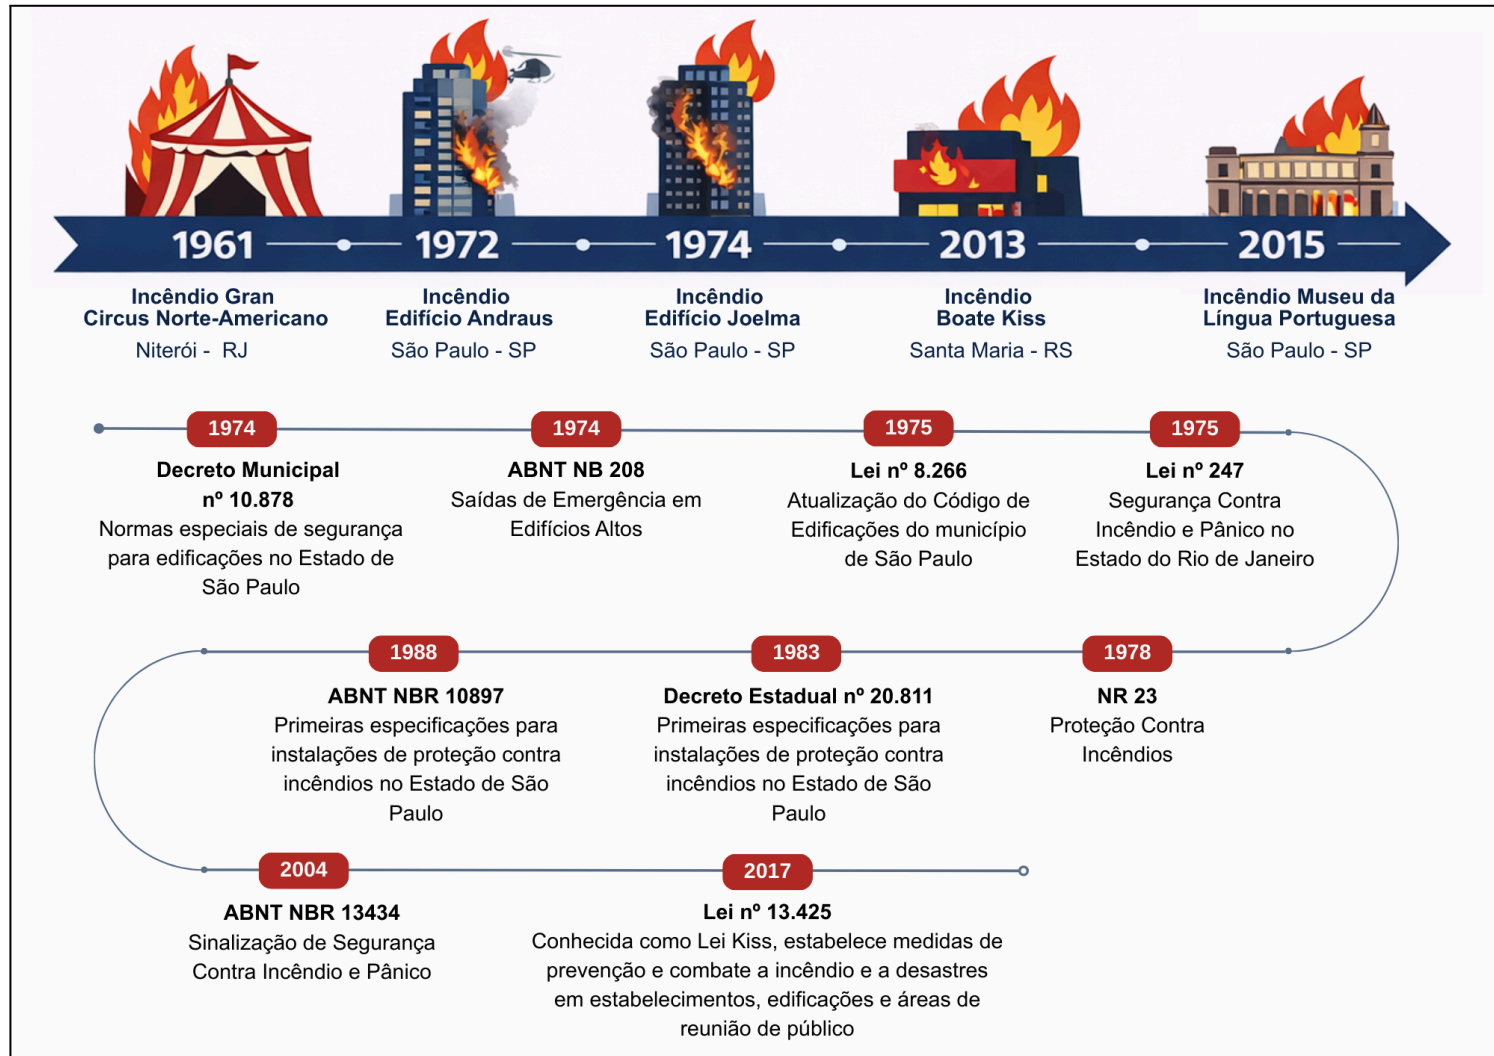 1961
1972
1974
2013
2015
Incêndio Gran
Circus Norte-Americano
Niterói - RJ
Incêndio
Edifício Andraus
São Paulo - SP
Incêndio
Edifício Joelma
São Paulo - SP
Incêndio
Boate Kiss
Santa Maria - RS
Incêndio Museu da
Língua Portuguesa
São Paulo - SP
1974
Decreto Municipal
nº 10.878
Normas especiais de segurança
para edificações no Estado de
São Paulo
1974
ABNT NB 208
Saídas de Emergência em
Edifícios Altos
1975
Lei nº 8.266
Atualização do Código de
Edificações do município
de São Paulo
1975
Lei nº 247
Segurança Contra
Incêndio e Pânico no
Estado do Rio de Janeiro
1988
ABNT NBR 10897
Primeiras especificações para
instalações de proteção contra
incêndios no Estado de São
Paulo
1983
Decreto Estadual nº 20.811
Primeiras especificações para
instalações de proteção contra
incêndios no Estado de São
Paulo
1978
NR 23
Proteção Contra
Incêndios
2004
ABNT NBR 13434
Sinalização de Segurança
Contra Incêndio e Pânico
2017
Lei nº 13.425
Conhecida como Lei Kiss, estabelece medidas de
prevenção e combate a incêndio e a desastres
em estabelecimentos, edificações e áreas de
reunião de público